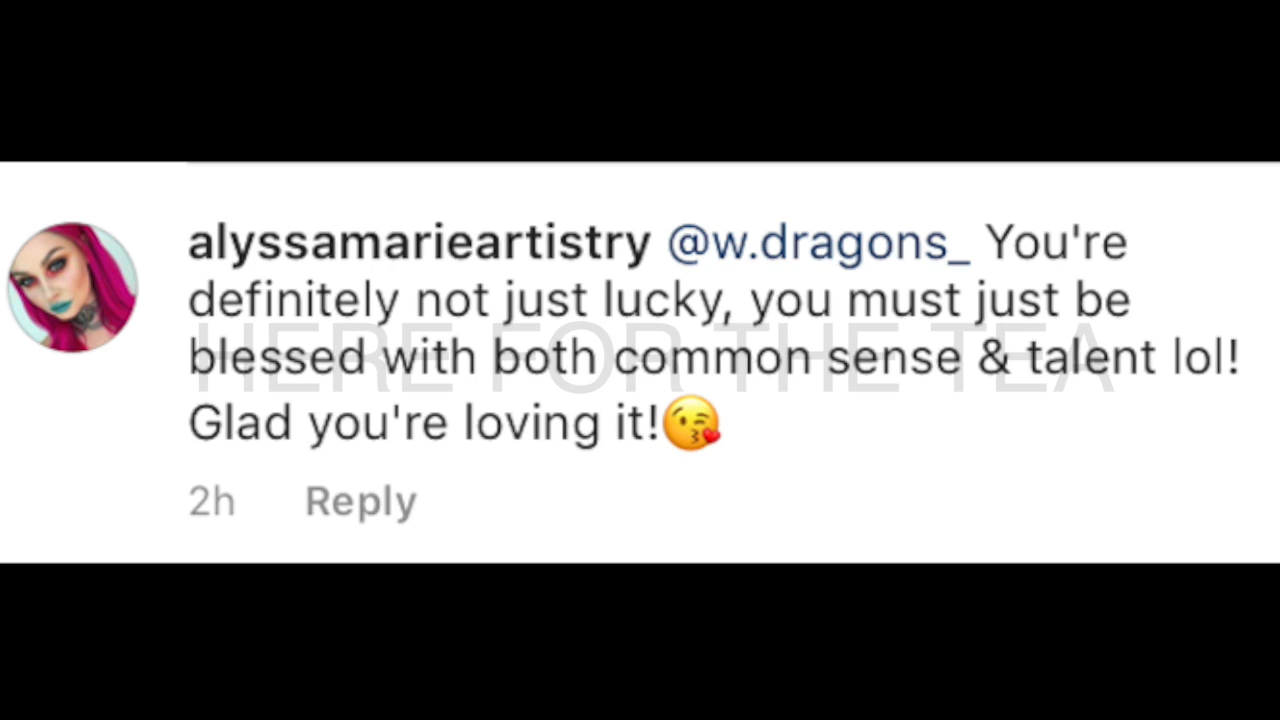 alyssamarieartistry @w.dragons_ You're
definitely not just lucky, you must just be
blessed with both common sense & talent lol!
HERE FOR THE TEA
Glad you're loving it!😘
2h Reply